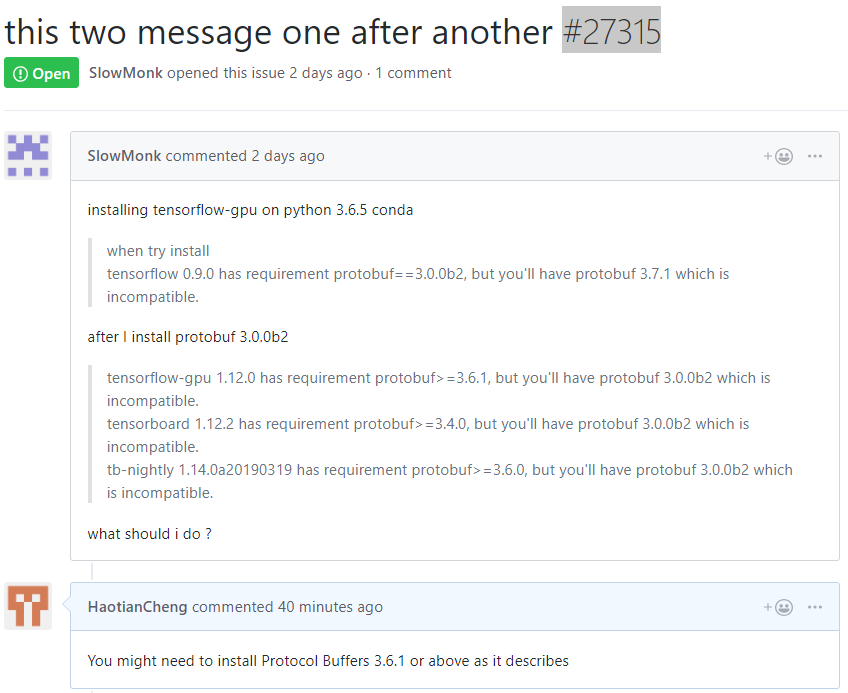 this two message one after another #27315
Open SlowMonk opened this issue 2 days ago · 1 comment
SlowMonk commented 2 days ago
installing tensorflow-gpu on python 3.6.5 conda
when try install
tensorflow 0.9.0 has requirement protobuf==3.0.0b2, but you'll have protobuf 3.7.1 which is
incompatible.
after I install protobuf 3.0.0b2
tensorflow-gpu 1.12.0 has requirement protobuf>=3.6.1, but you'll have protobuf 3.0.0b2 which is
incompatible.
tensorboard 1.12.2 has requirement protobuf>=3.4.0, but you'll have protobuf 3.0.0b2 which is
incompatible.
tb-nightly 1.14.0a20190319 has requirement protobuf>=3.6.0, but you'll have protobuf 3.0.0b2 which
is incompatible.
what should i do ?
HaotianCheng commented 40 minutes ago
You might need to install Protocol Buffers 3.6.1 or above as it describes